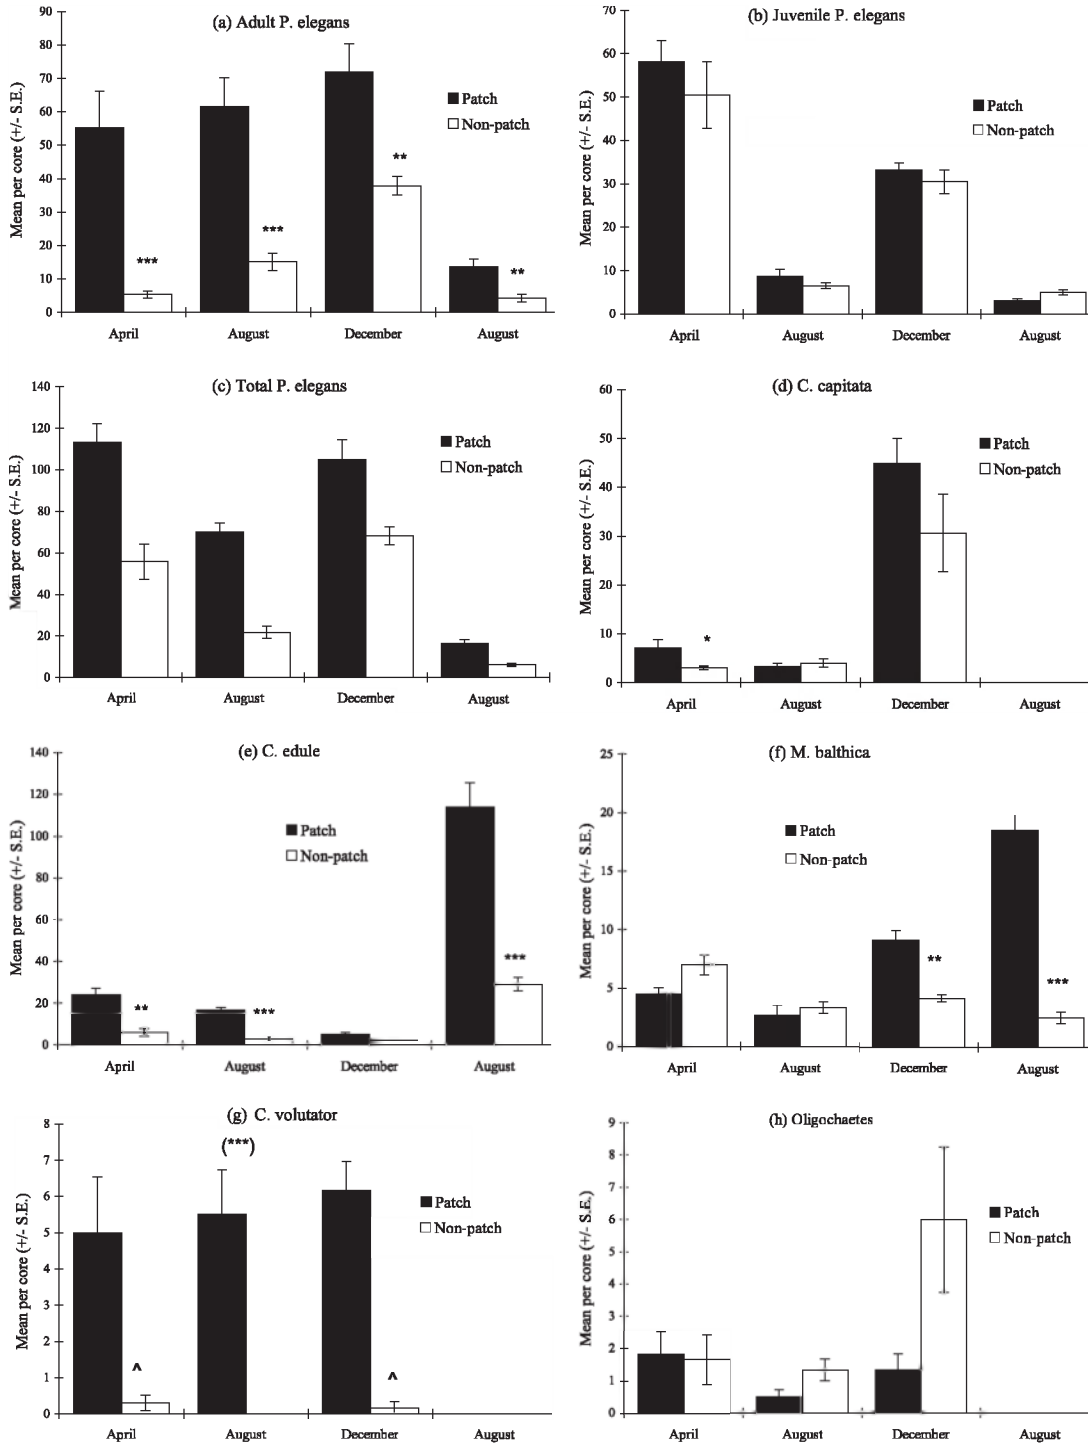 (a) Adult P. elegans
Mean per core (+/- S.E.)
90
80
70
60
50
40
30
20
10
0
Patch
Non-patch
***
***
**
**
April
August
December
August
(b) Juvenile P. elegans
Mean per core (+/- S.E.)
70
60
50
40
30
20
10
0
Patch
Non-patch
April
August
December
August
(c) Total P. elegans
Mean per core (+/- S.E.)
140
120
100
80
60
40
20
0
Patch
Non-patch
April
August
December
August
(d) C. capitata
Mean per core (+/- S.E.)
60
50
40
30
20
10
0
Patch
Non-patch
*
April
August
December
August
(e) C. edule
Mean per core (+/- S.E.)
140
120
100
80
60
40
20
0
Patch
Non-patch
**
***
***
April
August
December
August
(f) M. balthica
Mean per core (+/- S.E.)
25
20
15
10
5
0
Patch
Non-patch
**
***
April
August
December
August
(g) C. volutator
Mean per core (+/- S.E.)
8
7
6
5
4
3
2
1
0
(***)
Patch
Non-patch
^
^
April
August
December
August
(h) Oligochaetes
Mean per core (+/- S.E.)
9
8
7
6
5
4
3
2
1
0
Patch
Non-patch
April
August
December
August